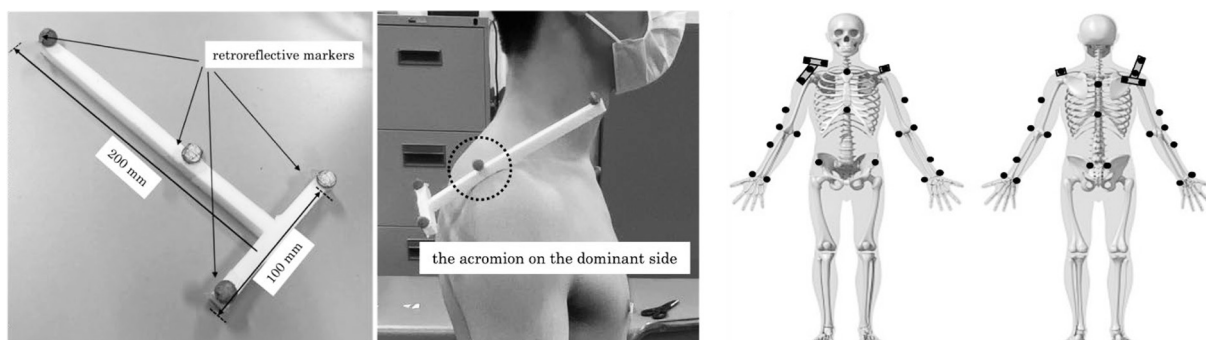 retroreflective markers
200 mm
100 mm
the acromion on the dominant side